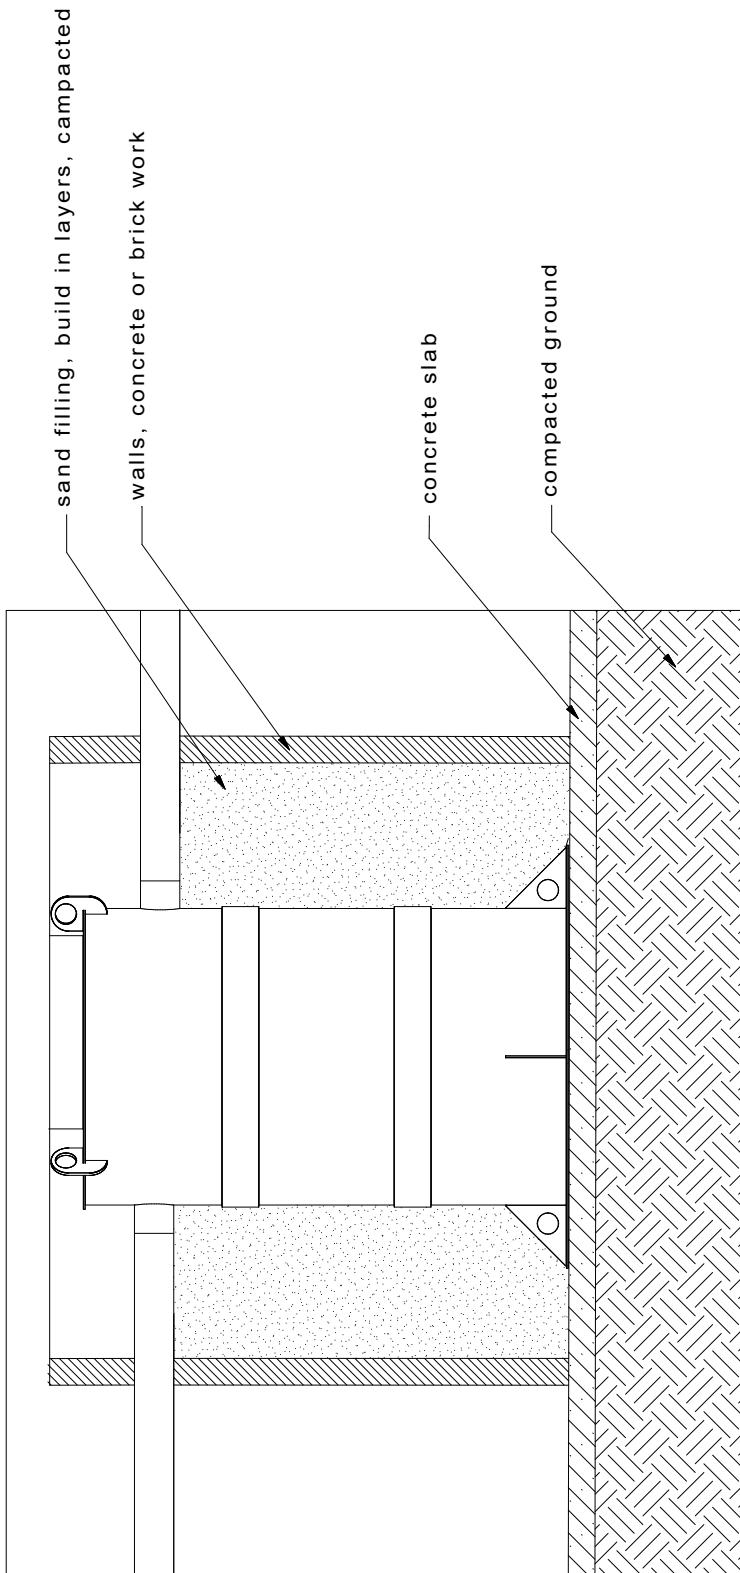 sand filling, build in layers, campacted
walls, concrete or brick work
concrete slab
compacted ground